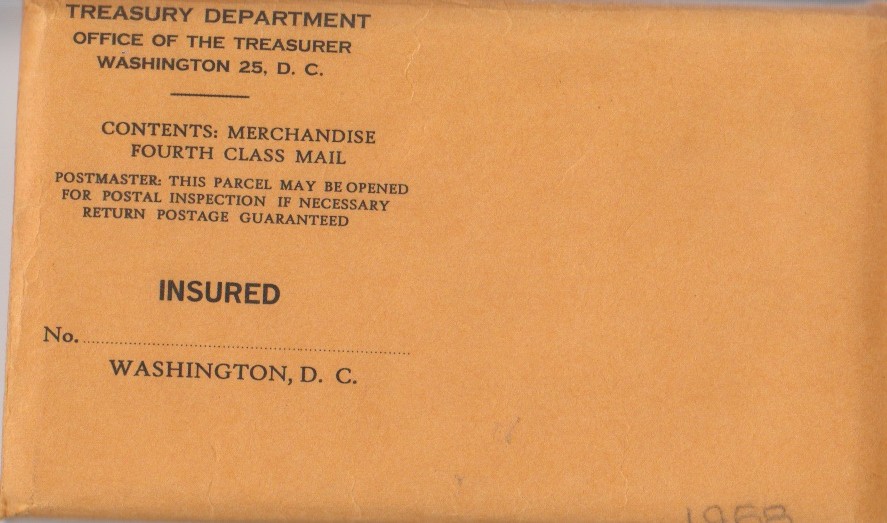 TREASURY DEPARTMENT
OFFICE OF THE TREASURER
WASHINGTON 25, D. C.
CONTENTS: MERCHANDISE
FOURTH CLASS MAIL
POSTMASTER: THIS PARCEL MAY BE OPENED
FOR POSTAL INSPECTION IF NECESSARY
RETURN POSTAGE GUARANTEED
INSURED
No.
WASHINGTON, D. C.